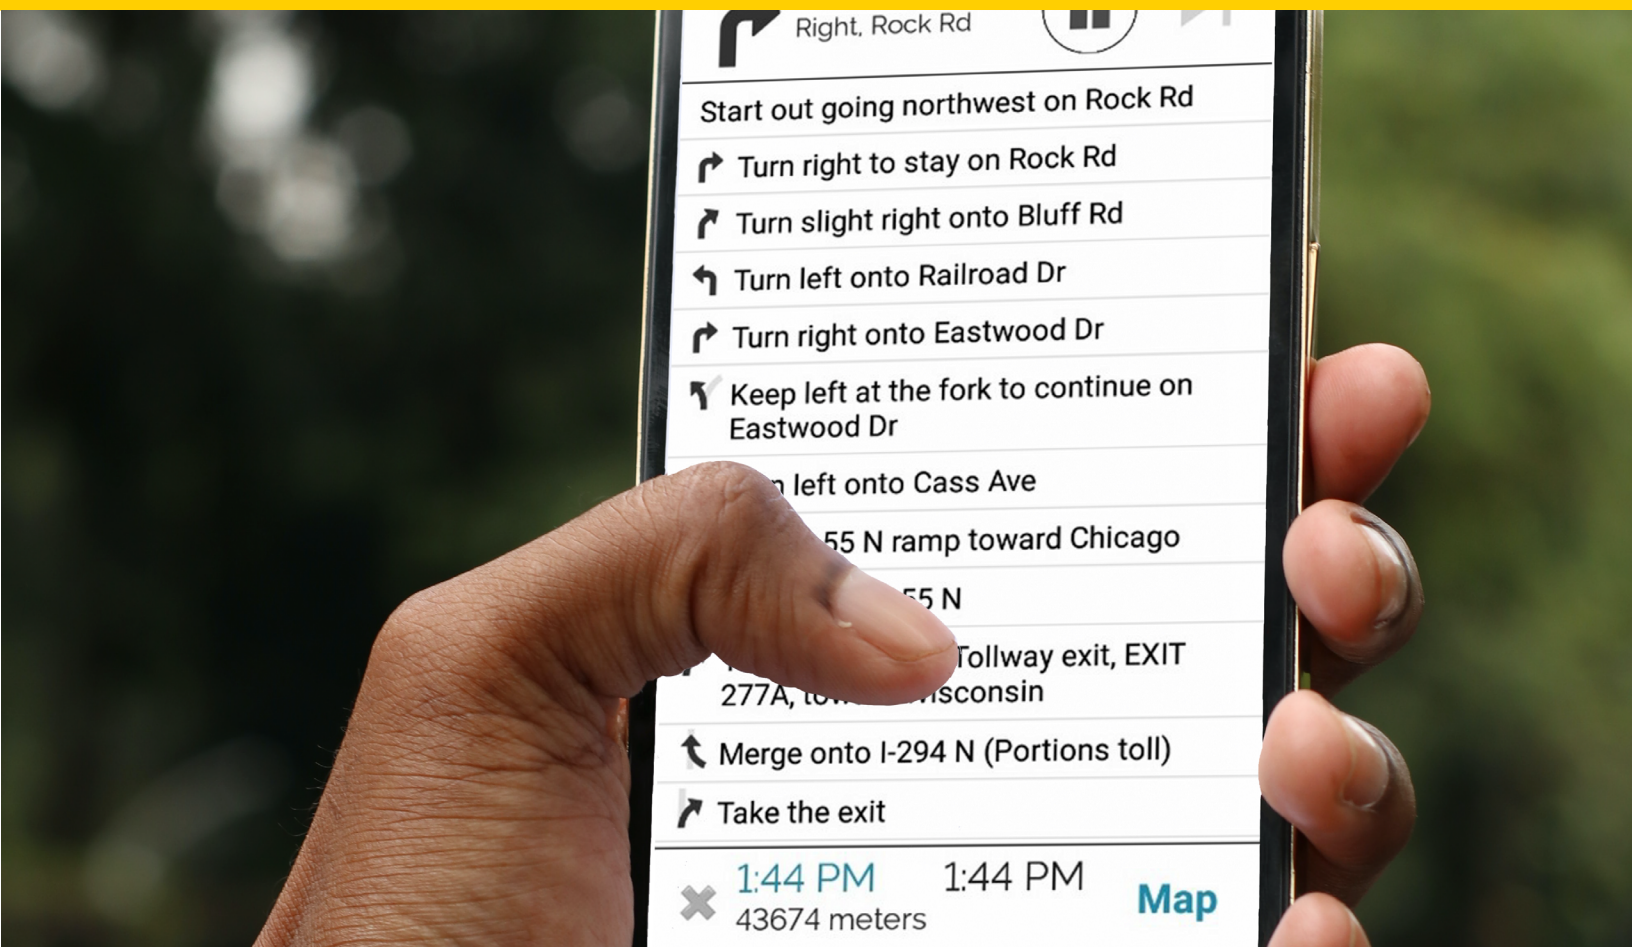 Right, Rock Rd
Start out going northwest on Rock Rd
Turn right to stay on Rock Rd
Turn slight right onto Bluff Rd
Turn left onto Railroad Dr
Turn right onto Eastwood Dr
Keep left at the fork to continue on
Eastwood Dr
left onto Cass Ave
55 N ramp toward Chicago
55 N
Tollway exit, EXIT
277A,
Merge onto I-294 N (Portions toll)
Take the exit
1:44 PM 1:44 PM
43674 meters
Map